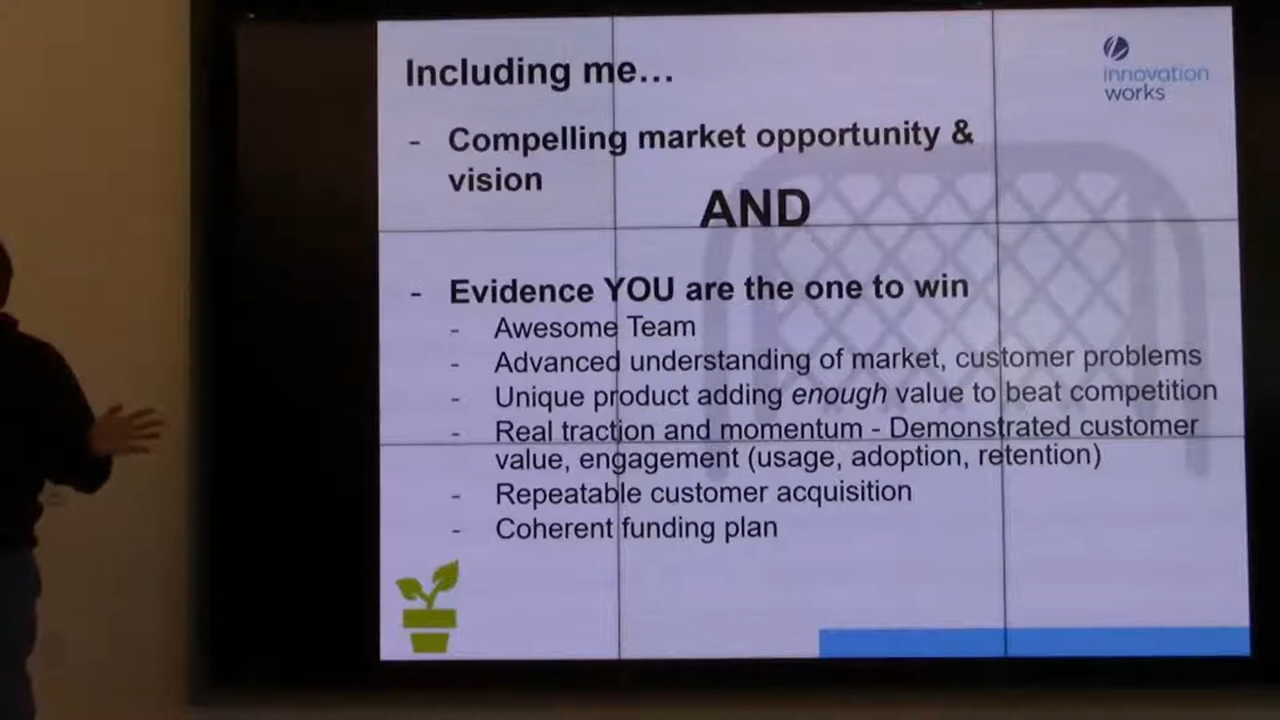 Including me...
innovation
works
- Compelling market opportunity &
vision
AND
- Evidence YOU are the one to win
- Awesome Team
- Advanced understanding of market, customer problems
- Unique product adding enough value to beat competition
- Real traction and momentum - Demonstrated customer
value, engagement (usage, adoption, retention)
- Repeatable customer acquisition
- Coherent funding plan